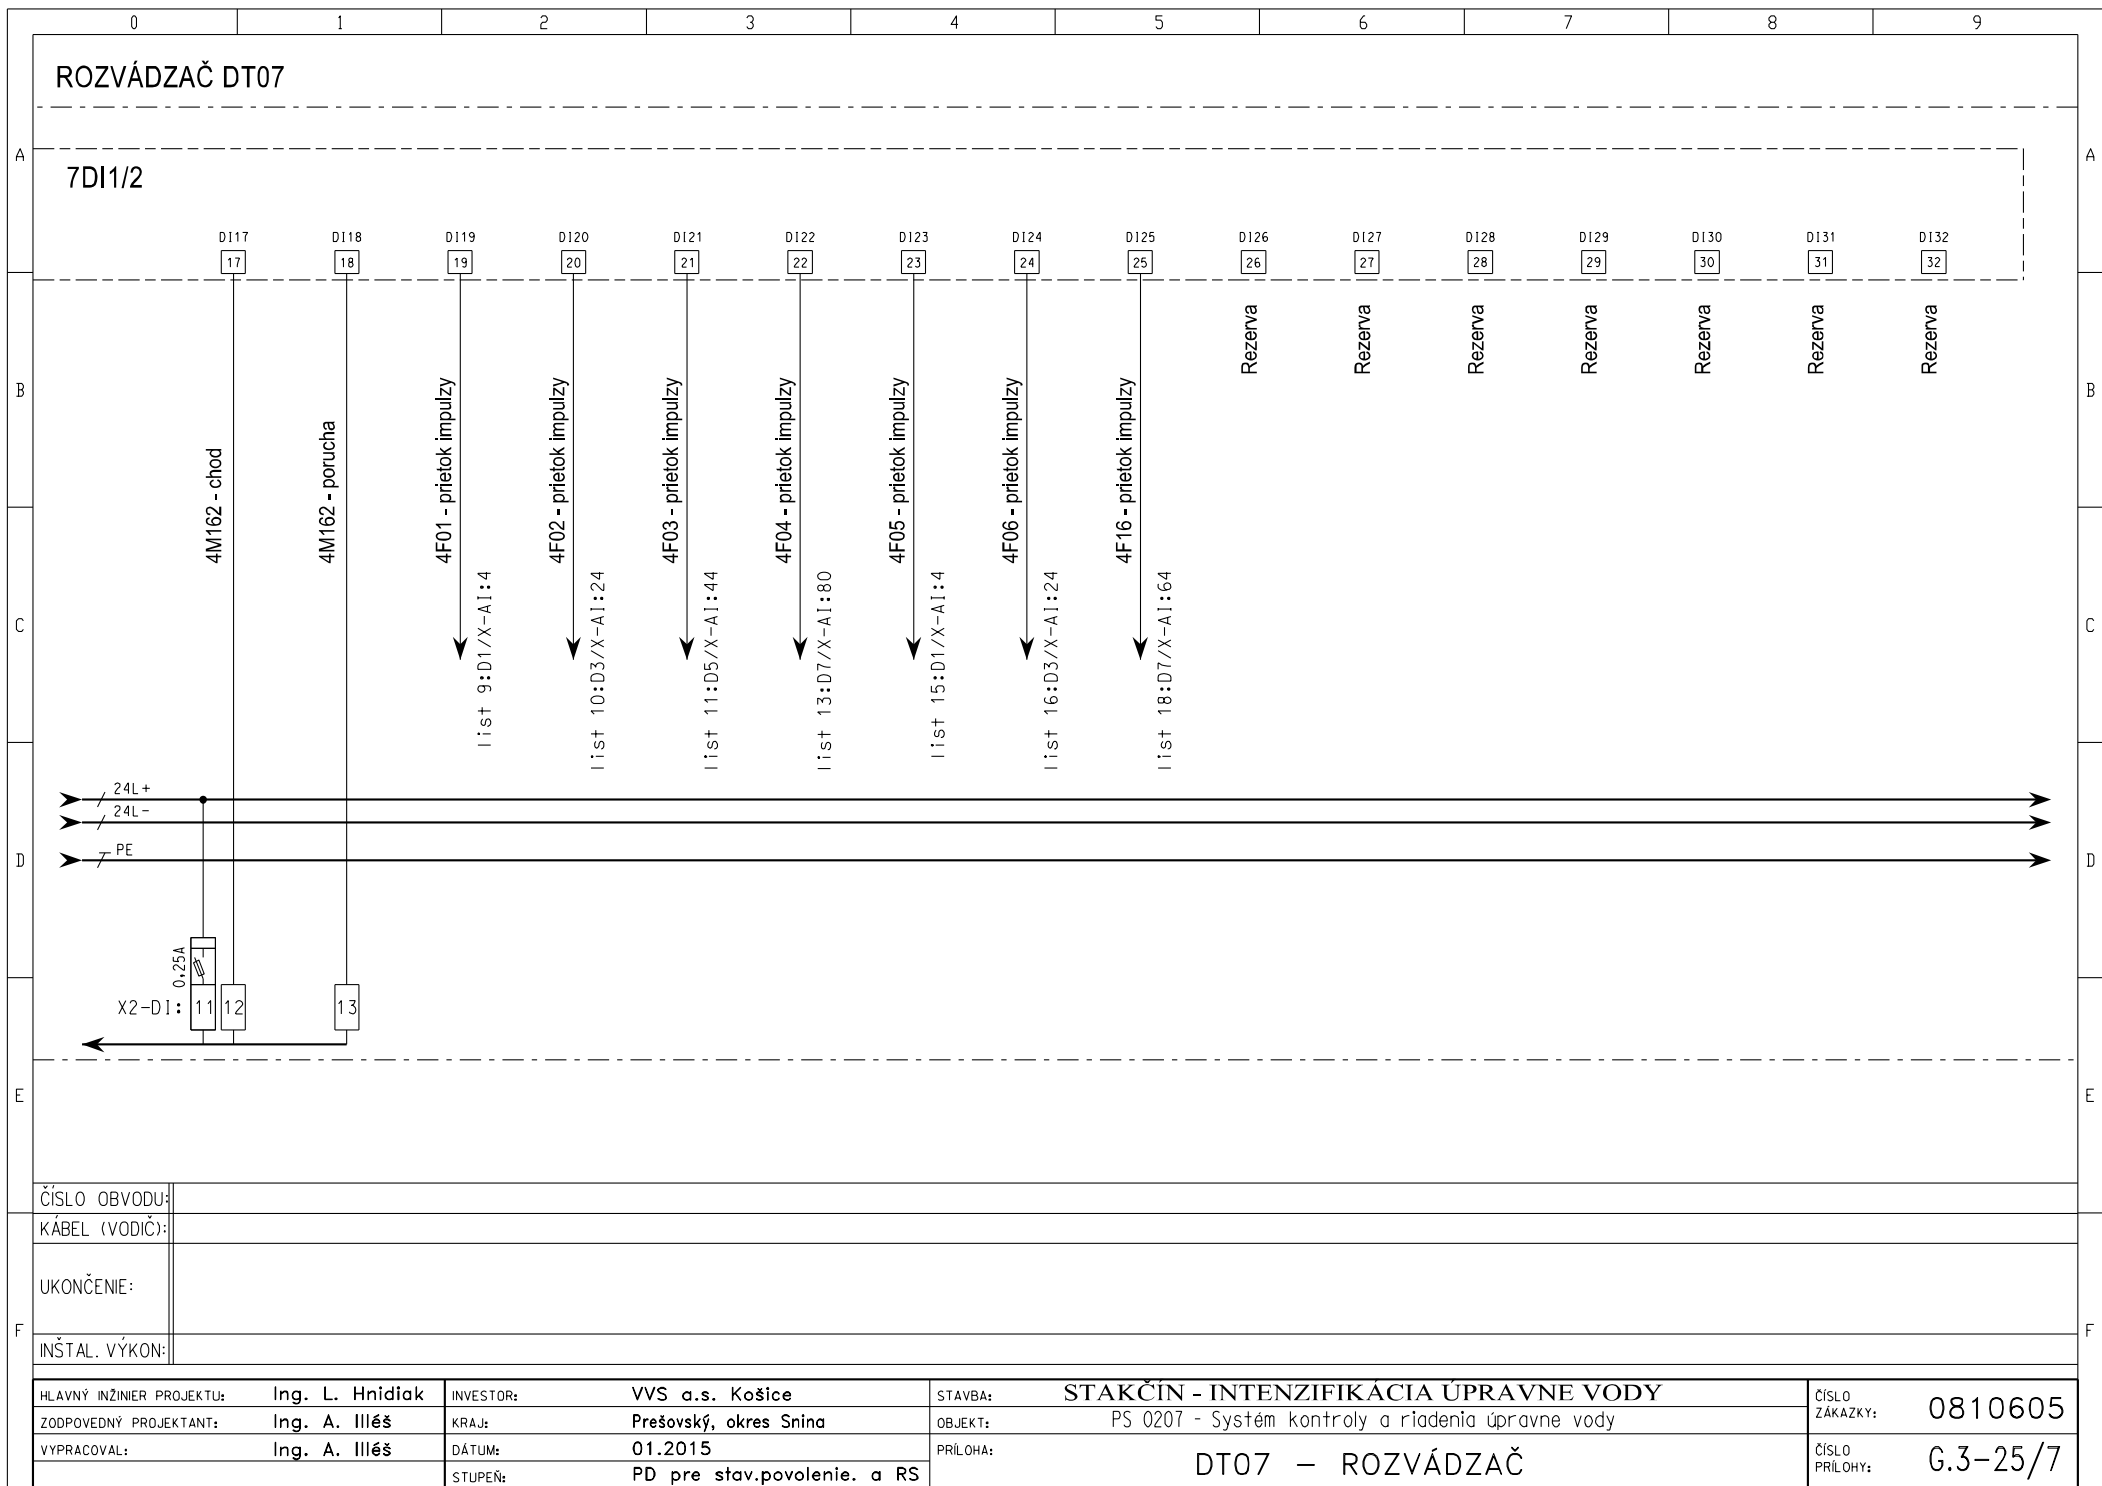 0 1 2 3 4 5 6 7 8 9
ROZVÁDZAČ DT07
A A
7DI1/2
DI17 DI18 DI19 DI20 DI21 DI22 DI23 DI24 DI25 DI26 DI27 DI28 DI29 DI30 DI31 DI32
17 18 19 20 21 22 23 24 25 26 27 28 29 30 31 32
B B
4M162 - chod
4M162 - porucha
4F01 - prietok impulzy
list 9:D1/X-AI:4
4F02 - prietok impulzy
list 10:D3/X-AI:24
4F03 - prietok impulzy
list 11:D5/X-AI:44
4F04 - prietok impulzy
list 13:D7/X-AI:80
4F05 - prietok impulzy
list 15:D1/X-AI:4
4F06 - prietok impulzy
list 16:D3/X-AI:24
4F16 - prietok impulzy
list 18:D7/X-AI:64
Rezerva
Rezerva
Rezerva
Rezerva
Rezerva
Rezerva
Rezerva
C C
24L+
24L-
PE
D D
0,25A
X2-DI: 11 12 13
E E
ČÍSLO OBVODU:
KÁBEL (VODIČ):
UKONČENIE:
F F
INŠTAL. VÝKON:
HLAVNÝ INŽINIER PROJEKTU: Ing. L. Hnidiak
ZODPOVEDNÝ PROJEKTANT: Ing. A. Illéš
VYPRACOVAL: Ing. A. Illéš
INVESTOR: VVS a.s. Košice
KRAJ: Prešovský, okres Snina
DÁTUM: 01.2015
STUPEŇ: PD pre stav.povolenie. a RS
STAVBA: STAKČÍN - INTENZIFIKÁCIA ÚPRAVNE VODY
OBJEKT: PS 0207 - Systém kontroly a riadenia úpravne vody
PRÍLOHA: DT07 – ROZVÁDZAČ
ČÍSLO
ZÁKAZKY: 0810605
ČÍSLO
PRÍLOHY: G.3-25/7